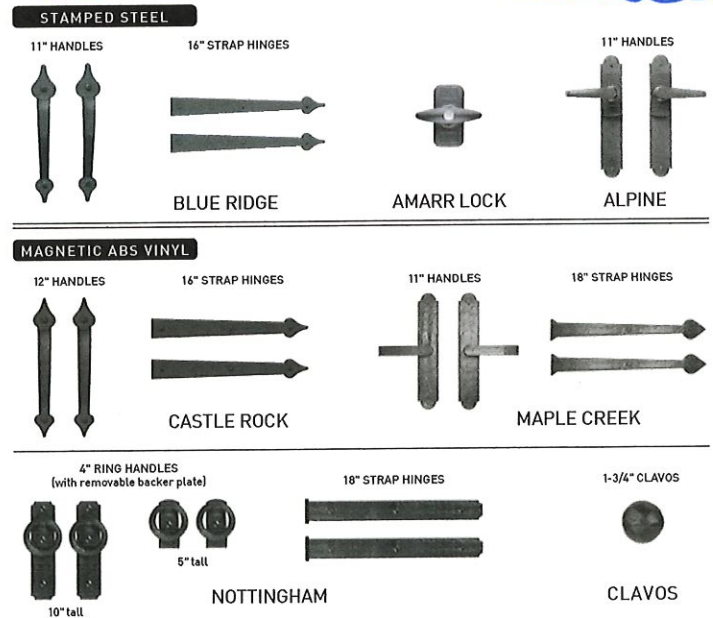 STAMPED STEEL
11" HANDLES
16" STRAP HINGES
11" HANDLES
BLUE RIDGE
AMARR LOCK
ALPINE
MAGNETIC ABS VINYL
12" HANDLES
16" STRAP HINGES
11" HANDLES
18" STRAP HINGES
CASTLE ROCK
MAPLE CREEK
4" RING HANDLES
(with removable backer plate)
18" STRAP HINGES
1-3/4" CLAVOS
5" tall
10" tall
NOTTINGHAM
CLAVOS